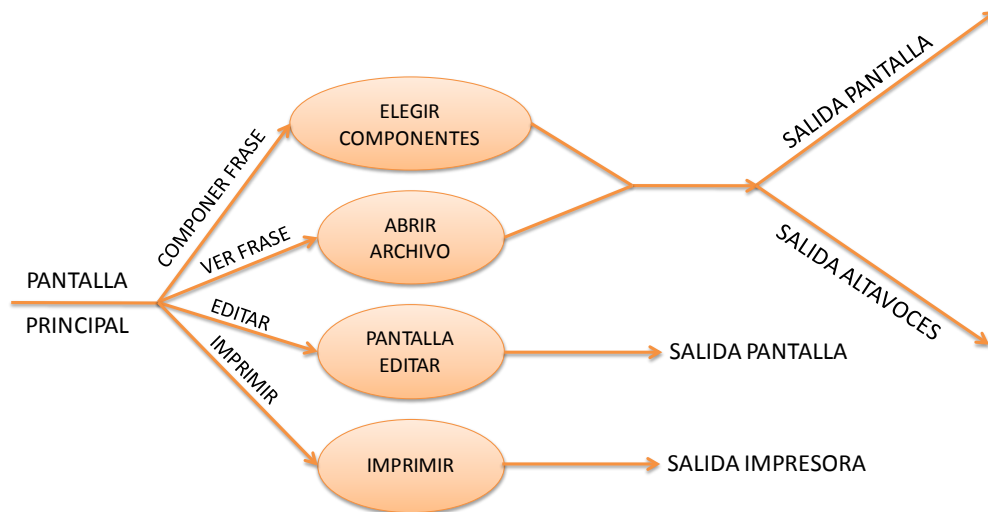 PANTALLA
PRINCIPAL
COMPONER FRASE
VER FRASE
EDITAR
IMPRIMIR
ELEGIR
COMPONENTES
ABRIR
ARCHIVO
PANTALLA
EDITAR
IMPRIMIR
SALIDA PANTALLA
SALIDA ALTAVOCES
SALIDA PANTALLA
SALIDA IMPRESORA